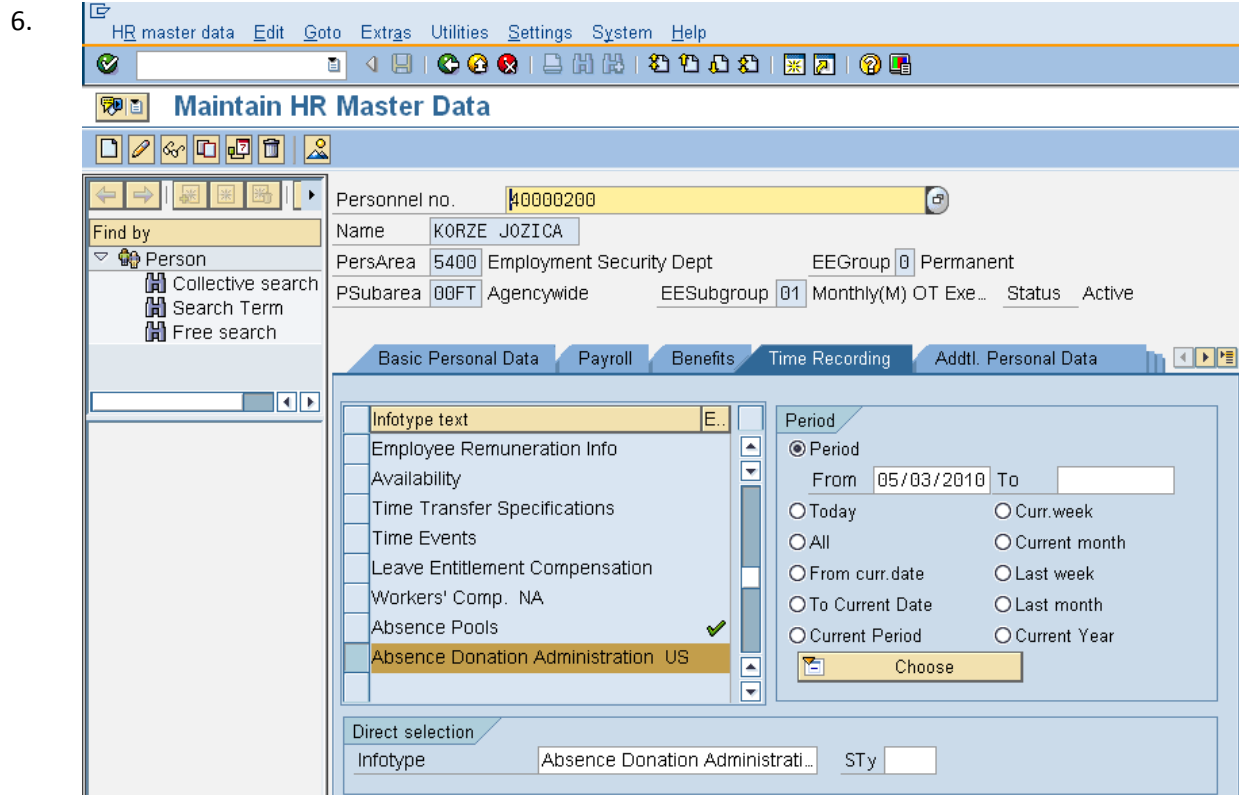 6.
HR master data Edit Goto Extras Utilities Settings System Help
Maintain HR Master Data
Find by
Person
Collective search
Search Term
Free search
Personnel no. 40000200
Name KORZE JOZICA
PersArea 5400 Employment Security Dept EEGroup 0 Permanent
PSubarea 00FT Agencywide EESubgroup 01 Monthly(M) OT Exe… Status Active
Basic Personal Data Payroll Benefits Time Recording Addtl. Personal Data
Infotype text E..
Employee Remuneration Info
Availability
Time Transfer Specifications
Time Events
Leave Entitlement Compensation
Workers' Comp. NA
Absence Pools
Absence Donation Administration US
Period
Period
From 05/03/2010 To
Today Curr.week
All Current month
From curr.date Last week
To Current Date Last month
Current Period Current Year
Choose
Direct selection
Infotype Absence Donation Administrati… STy